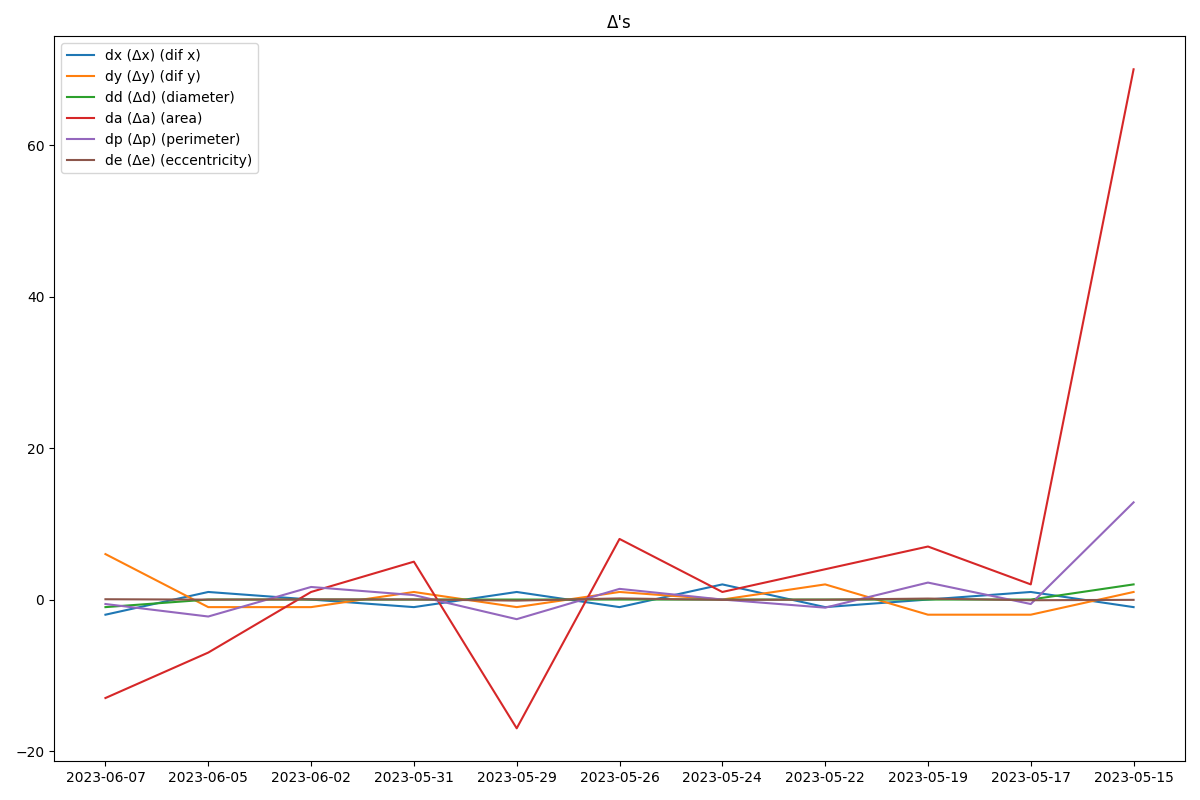 Δ's
dx (Δx) (dif x)
dy (Δy) (dif y)
dd (Δd) (diameter)
da (Δa) (area)
dp (Δp) (perimeter)
de (Δe) (eccentricity)
60
40
20
0
−20
2023-06-07 2023-06-05 2023-06-02 2023-05-31 2023-05-29 2023-05-26 2023-05-24 2023-05-22 2023-05-19 2023-05-17 2023-05-15